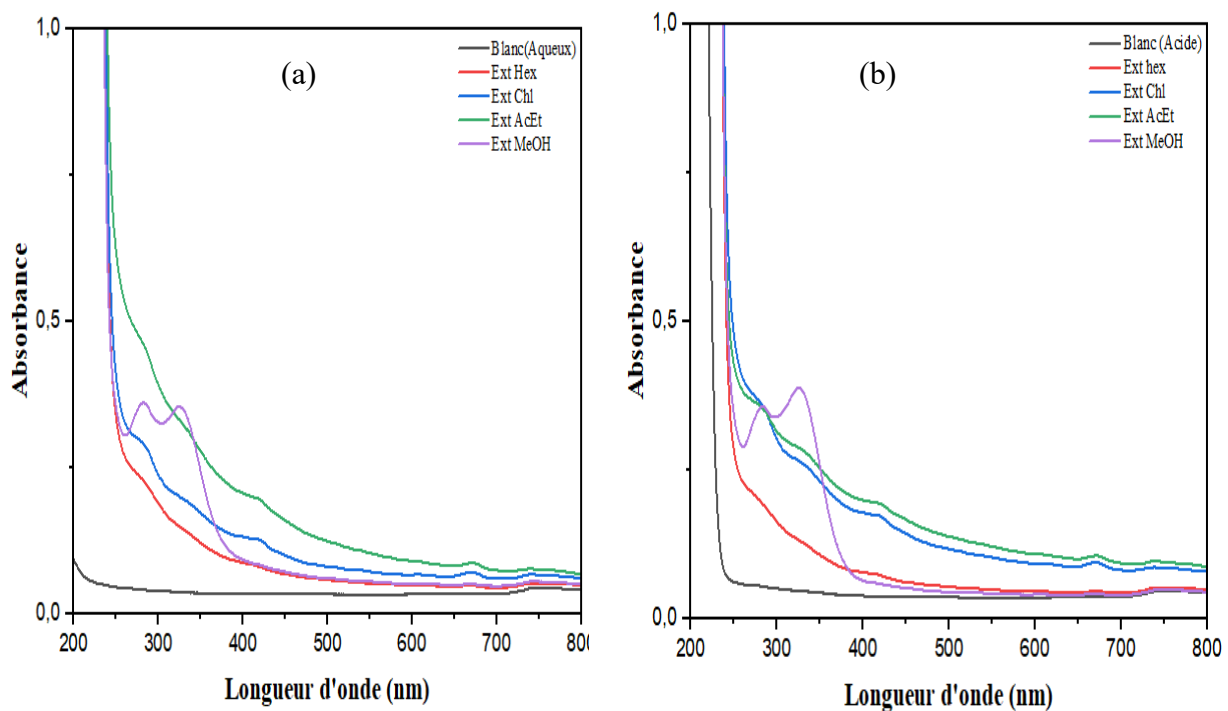 (a)
Blanc(Aqueux)
Ext Hex
Ext Chl
Ext AcEt
Ext MeOH
1,0
0,5
0,0
Absorbance
200 300 400 500 600 700 800
Longueur d'onde (nm)
(b)
Blanc (Acide)
Ext hex
Ext Chl
Ext AcEt
Ext MeOH
1,0
0,5
0,0
Absorbance
200 300 400 500 600 700 800
Longueur d'onde (nm)